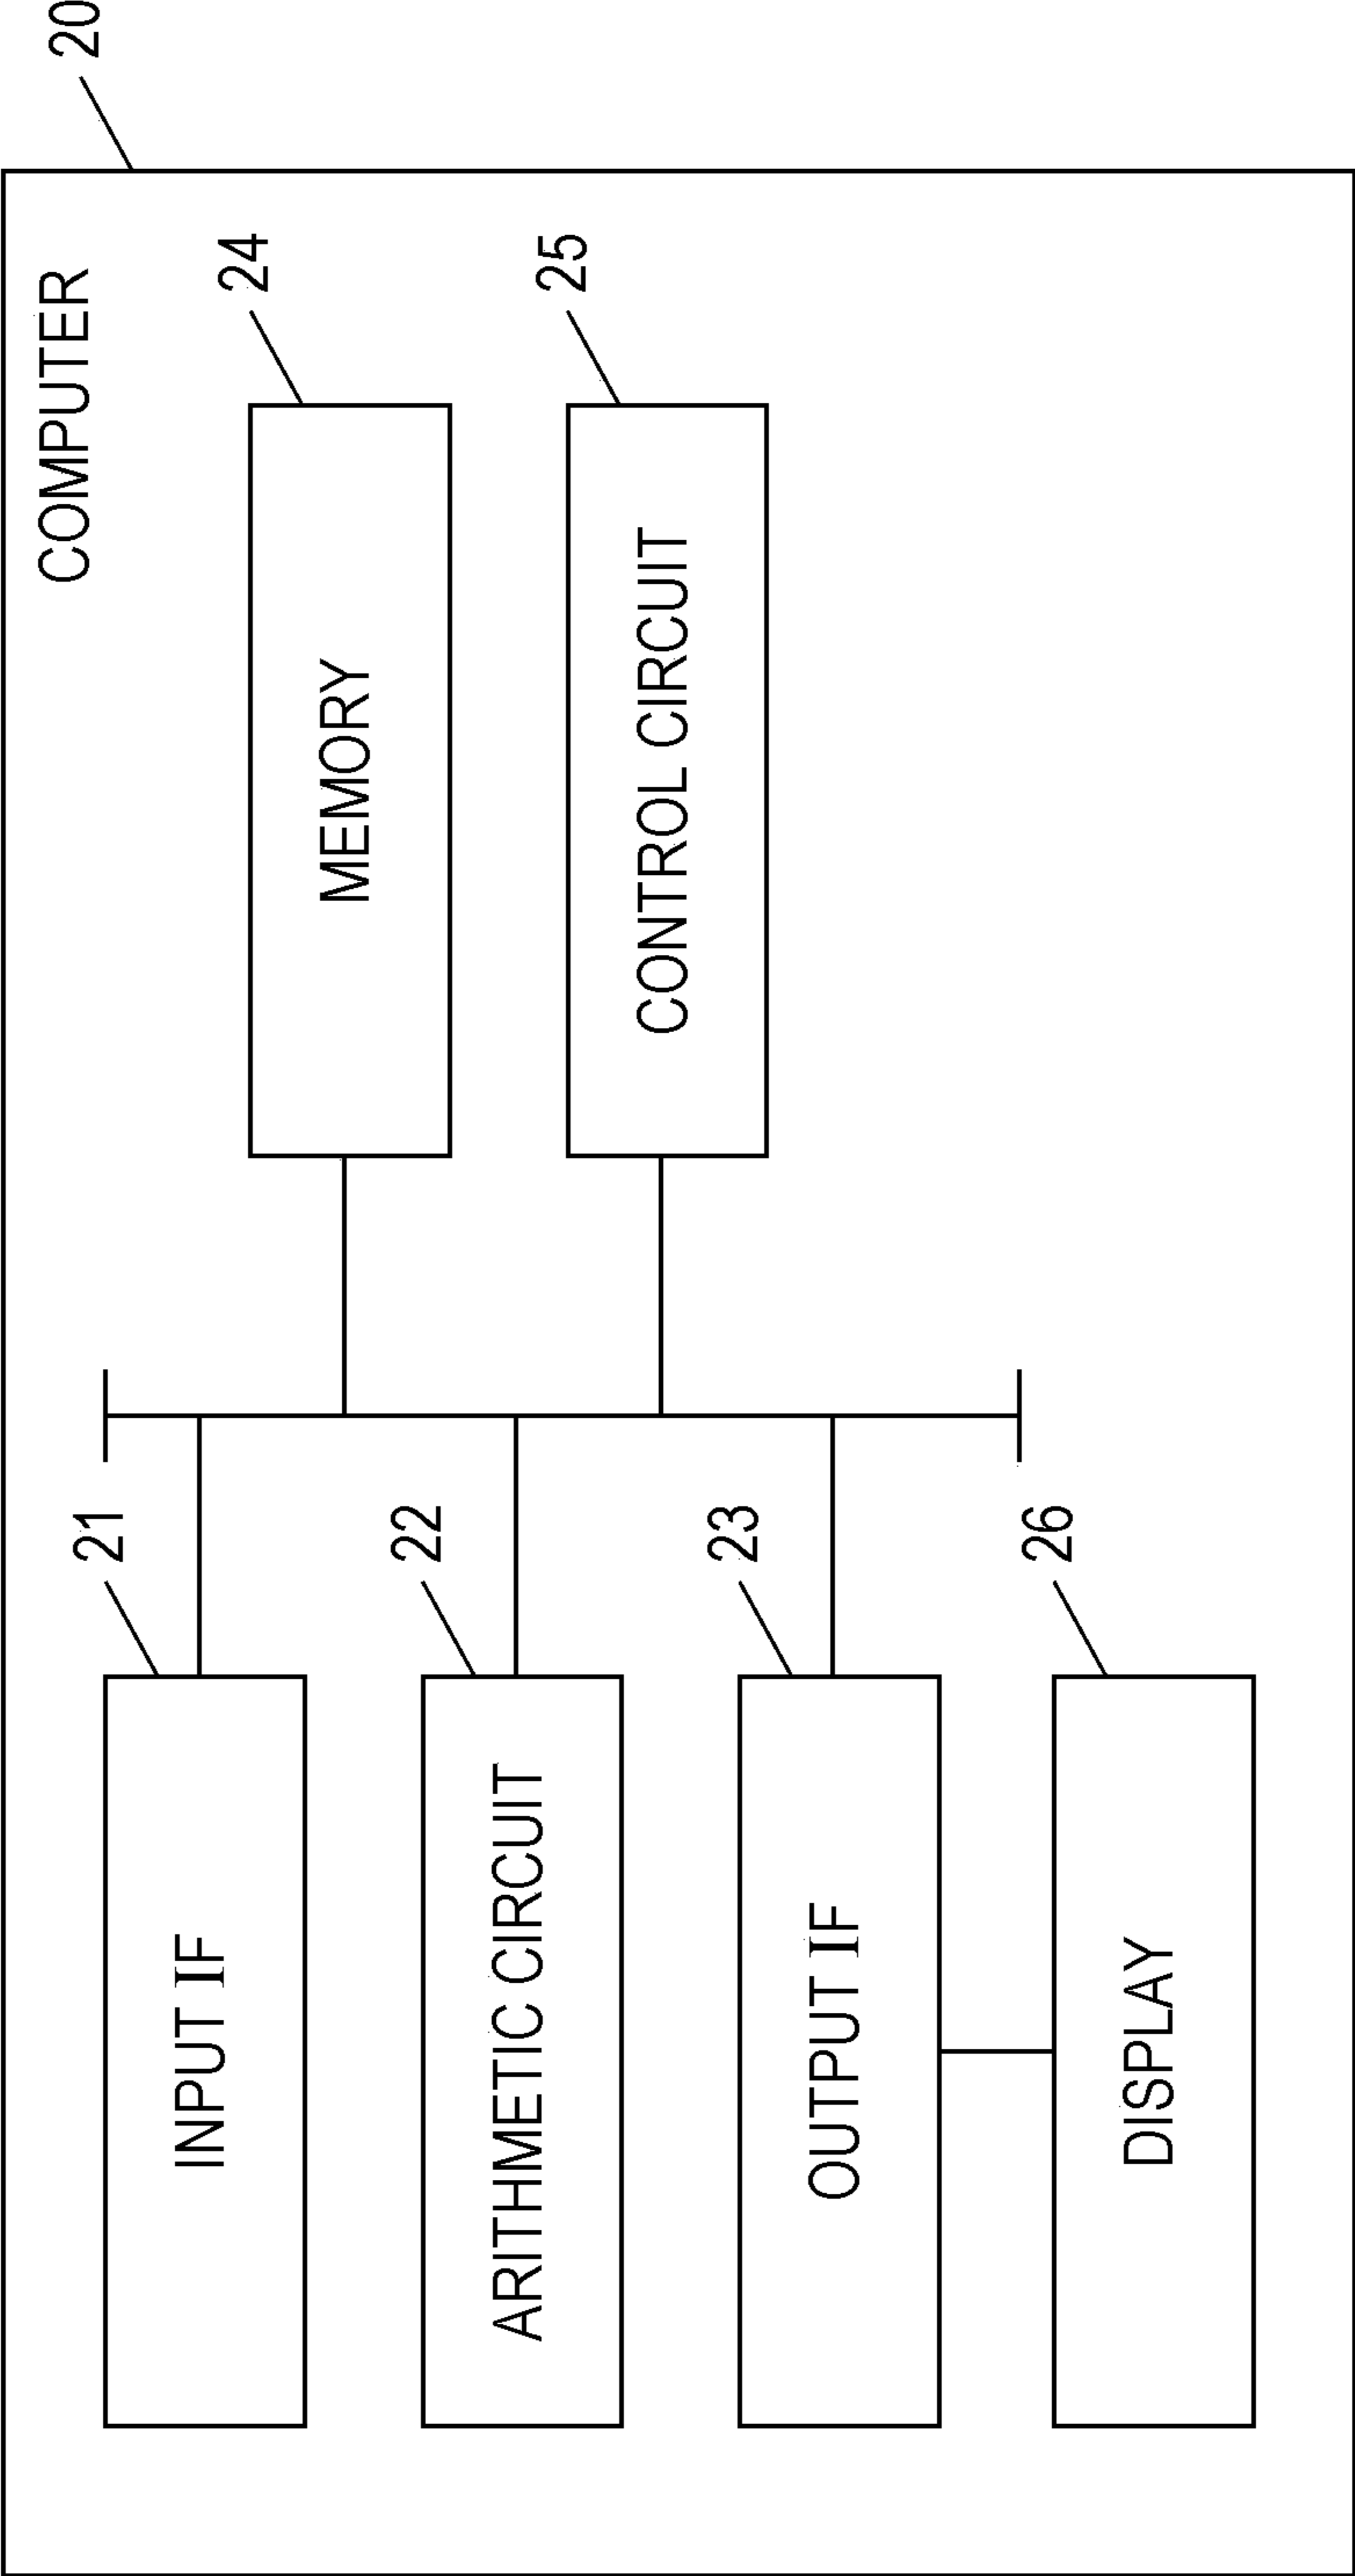 20
COMPUTER
21
INPUT IF
24
MEMORY
22
ARITHMETIC CIRCUIT
25
CONTROL CIRCUIT
23
OUTPUT IF
26
DISPLAY